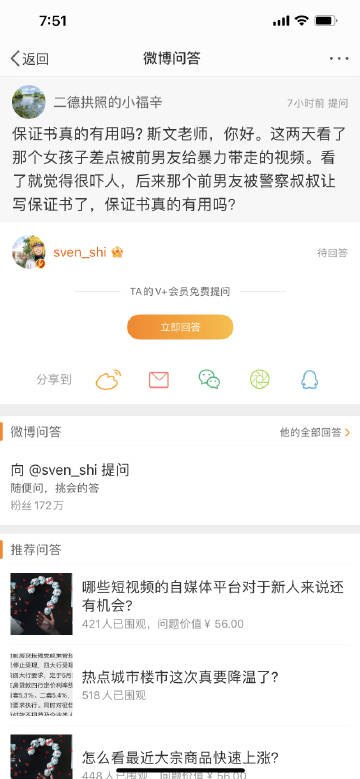 7:51
返回
微博问答
二德拱照的小福辛
7小时前 提问
保证书真的有用吗? 斯文老师，你好。这两天看了
那个女孩子差点被前男友给暴力带走的视频。看
了就觉得很吓人，后来那个前男友被警察叔叔让
写保证书了，保证书真的有用吗?
sven_shi
待回答
TA的V+会员免费提问
立即回答
分享到
微博问答
他的全部回答
向 @sven_shi 提问
随便问，挑会的答
粉丝 172万
推荐问答
哪些短视频的自媒体平台对于新人来说还
有机会?
421人已围观，问题价值 ¥ 56.00
热点城市楼市这次真要降温了?
518人已围观
怎么看最近大宗商品快速上涨?
448人已围观，问题价值 ¥ 56.00